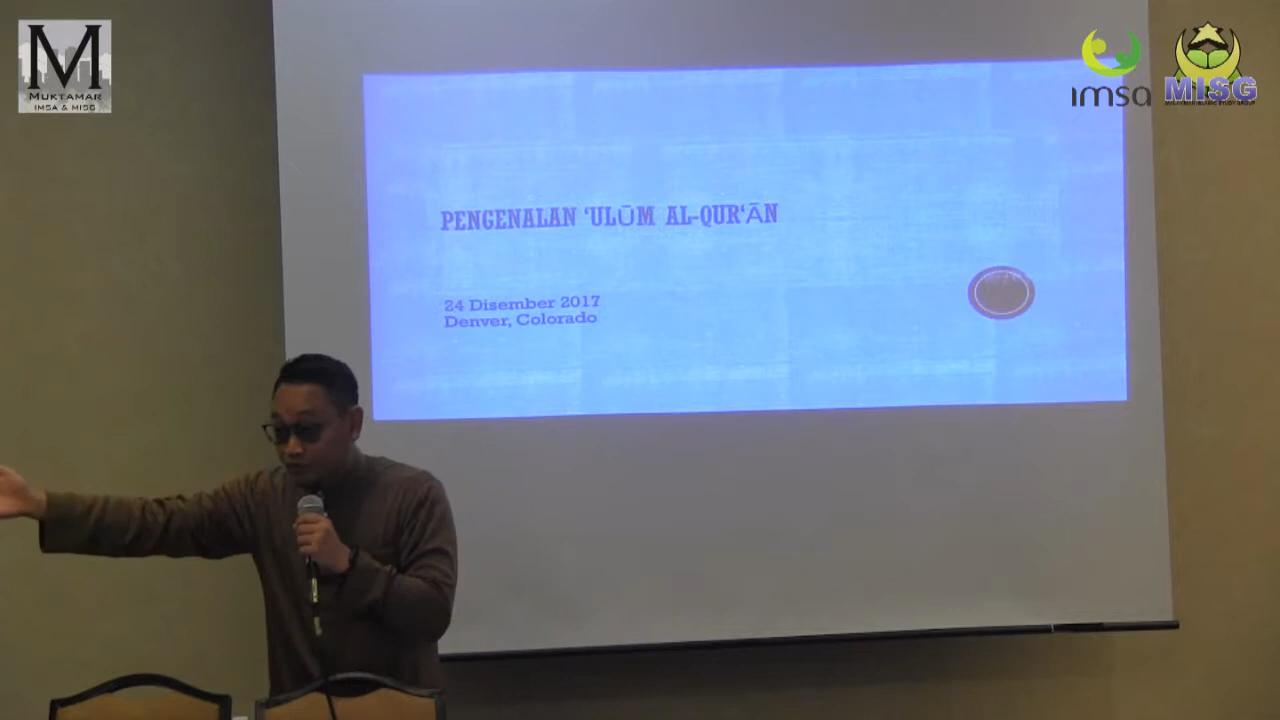 M
MUKTAMAR
IMSA & MISG
imsa
MISG
PENGENALAN ‘ULŪM AL-QUR‘ĀN
24 Disember 2017
Denver, Colorado